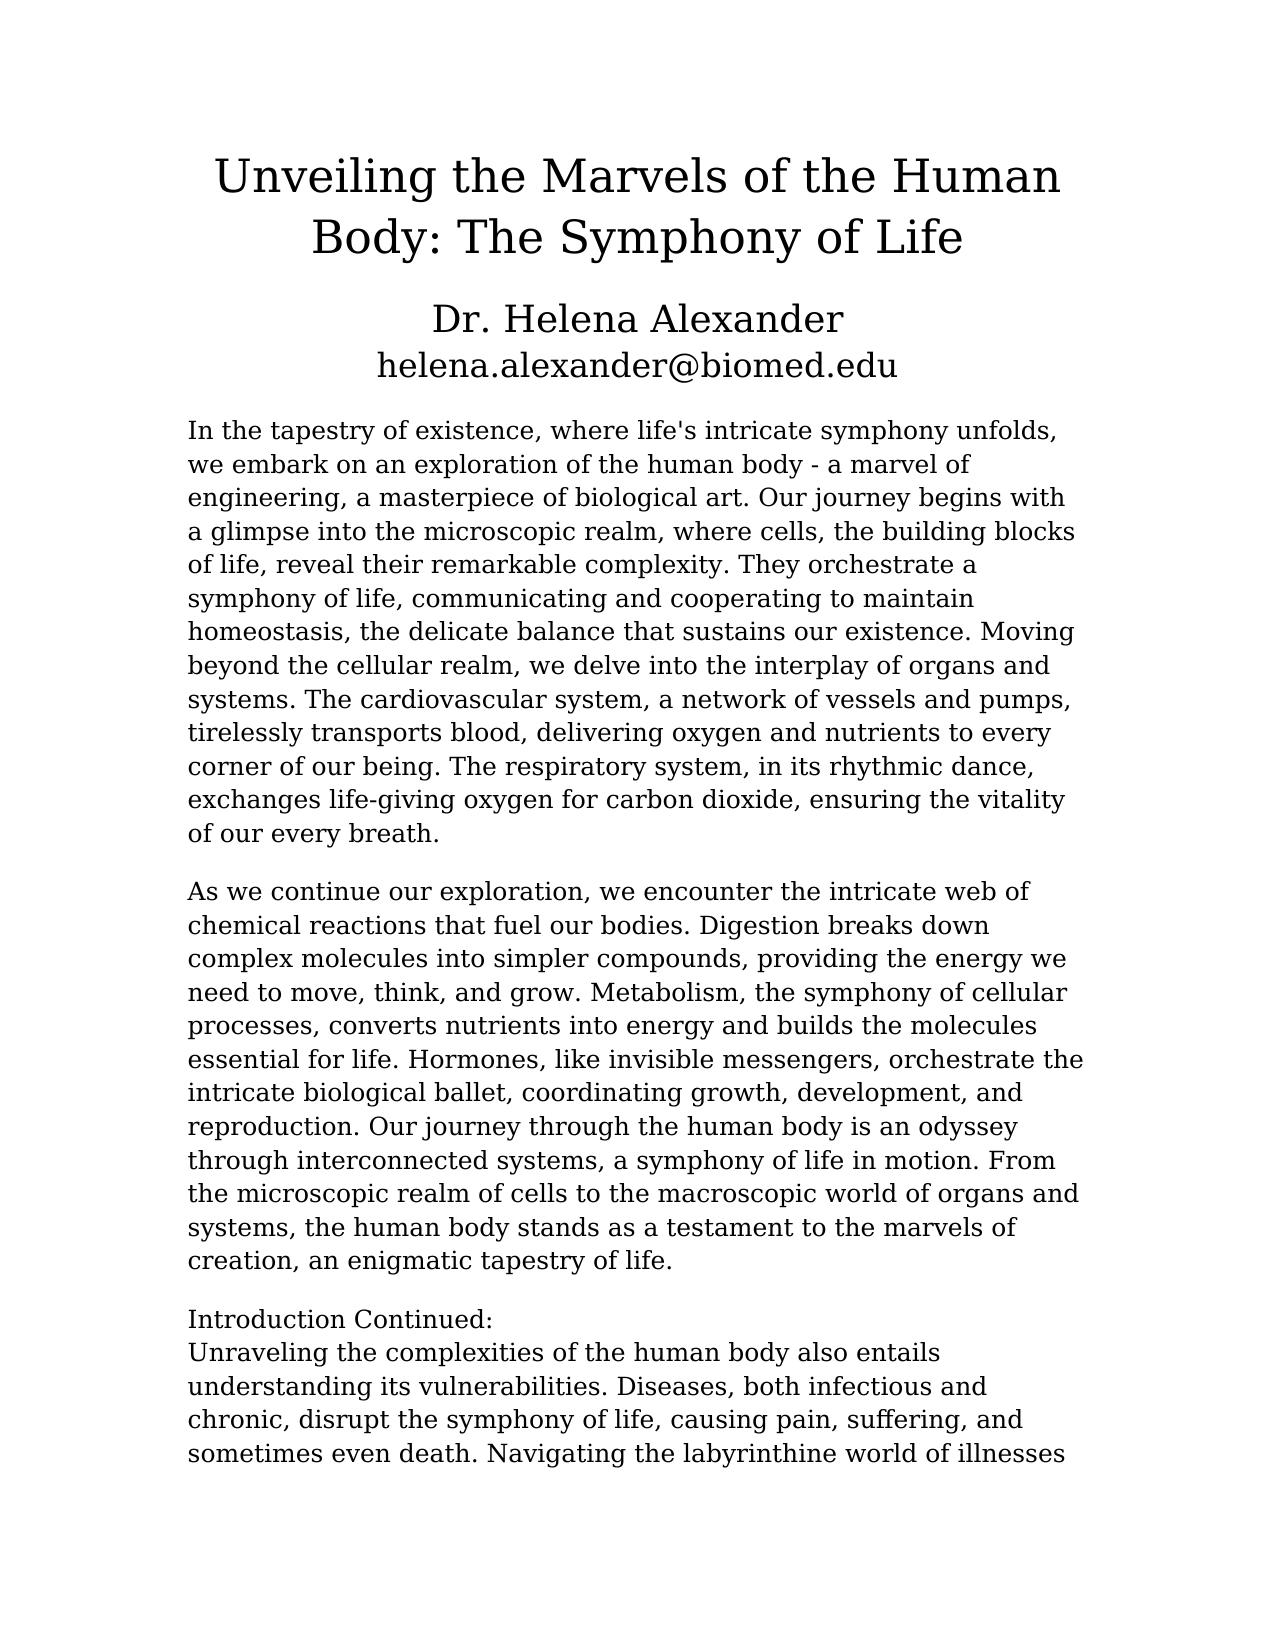 Unveiling the Marvels of the Human
Body: The Symphony of Life
Dr. Helena Alexander
helena.alexander@biomed.edu
In the tapestry of existence, where life's intricate symphony unfolds,
we embark on an exploration of the human body - a marvel of
engineering, a masterpiece of biological art. Our journey begins with
a glimpse into the microscopic realm, where cells, the building blocks
of life, reveal their remarkable complexity. They orchestrate a
symphony of life, communicating and cooperating to maintain
homeostasis, the delicate balance that sustains our existence. Moving
beyond the cellular realm, we delve into the interplay of organs and
systems. The cardiovascular system, a network of vessels and pumps,
tirelessly transports blood, delivering oxygen and nutrients to every
corner of our being. The respiratory system, in its rhythmic dance,
exchanges life-giving oxygen for carbon dioxide, ensuring the vitality
of our every breath.
As we continue our exploration, we encounter the intricate web of
chemical reactions that fuel our bodies. Digestion breaks down
complex molecules into simpler compounds, providing the energy we
need to move, think, and grow. Metabolism, the symphony of cellular
processes, converts nutrients into energy and builds the molecules
essential for life. Hormones, like invisible messengers, orchestrate the
intricate biological ballet, coordinating growth, development, and
reproduction. Our journey through the human body is an odyssey
through interconnected systems, a symphony of life in motion. From
the microscopic realm of cells to the macroscopic world of organs and
systems, the human body stands as a testament to the marvels of
creation, an enigmatic tapestry of life.
Introduction Continued:
Unraveling the complexities of the human body also entails
understanding its vulnerabilities. Diseases, both infectious and
chronic, disrupt the symphony of life, causing pain, suffering, and
sometimes even death. Navigating the labyrinthine world of illnesses